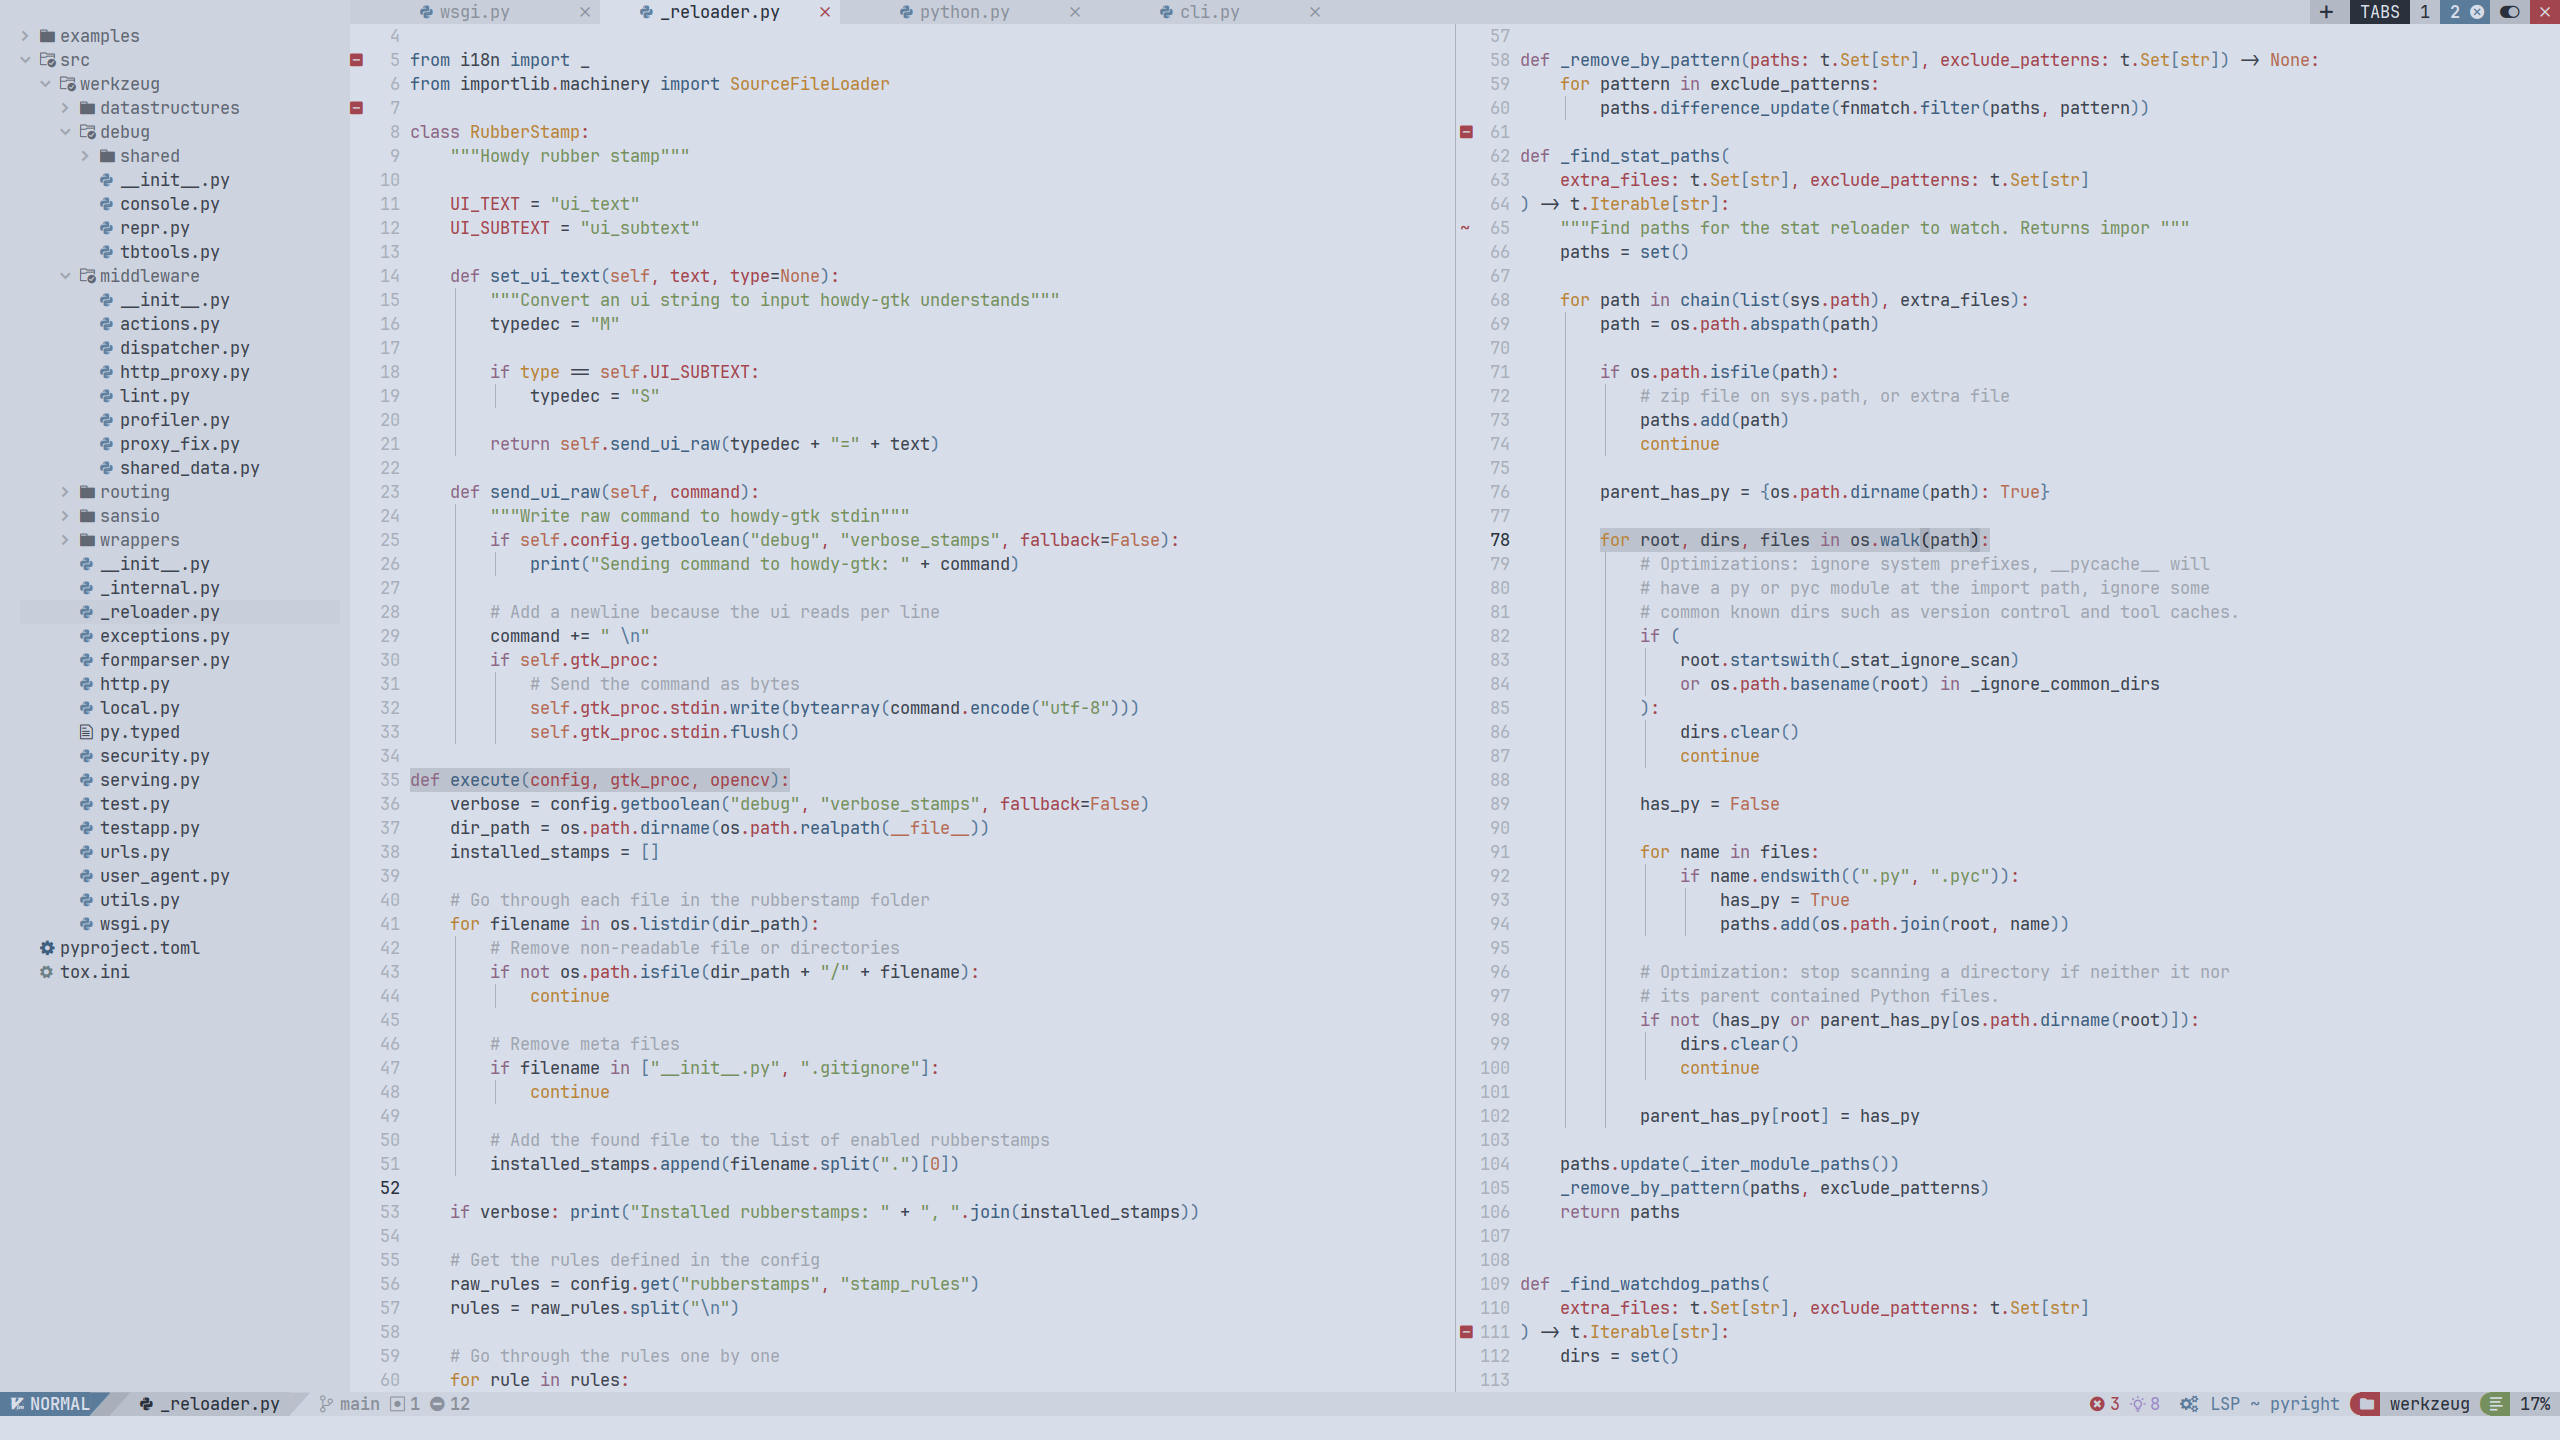 wsgi.py
_reloader.py
python.py
cli.py
TABS 1 2
examples
src
werkzeug
datastructures
debug
shared
__init__.py
console.py
repr.py
tbtools.py
middleware
__init__.py
actions.py
dispatcher.py
http_proxy.py
lint.py
profiler.py
proxy_fix.py
shared_data.py
routing
sansio
wrappers
__init__.py
_internal.py
_reloader.py
exceptions.py
formparser.py
http.py
local.py
py.typed
security.py
serving.py
test.py
testapp.py
urls.py
user_agent.py
utils.py
wsgi.py
pyproject.toml
tox.ini
4
5 from i18n import _
6 from importlib.machinery import SourceFileLoader
7
8 class RubberStamp:
9     """Howdy rubber stamp"""
10
11     UI_TEXT = "ui_text"
12     UI_SUBTEXT = "ui_subtext"
13
14     def set_ui_text(self, text, type=None):
15         """Convert an ui string to input howdy-gtk understands"""
16         typedec = "M"
17
18         if type == self.UI_SUBTEXT:
19             typedec = "S"
20
21         return self.send_ui_raw(typedec + "=" + text)
22
23     def send_ui_raw(self, command):
24         """Write raw command to howdy-gtk stdin"""
25         if self.config.getboolean("debug", "verbose_stamps", fallback=False):
26             print("Sending command to howdy-gtk: " + command)
27
28         # Add a newline because the ui reads per line
29         command += " \n"
30         if self.gtk_proc:
31             # Send the command as bytes
32             self.gtk_proc.stdin.write(bytearray(command.encode("utf-8")))
33             self.gtk_proc.stdin.flush()
34
35 def execute(config, gtk_proc, opencv):
36     verbose = config.getboolean("debug", "verbose_stamps", fallback=False)
37     dir_path = os.path.dirname(os.path.realpath(__file__))
38     installed_stamps = []
39
40     # Go through each file in the rubberstamp folder
41     for filename in os.listdir(dir_path):
42         # Remove non-readable file or directories
43         if not os.path.isfile(dir_path + "/" + filename):
44             continue
45
46         # Remove meta files
47         if filename in ["__init__.py", ".gitignore"]:
48             continue
49
50         # Add the found file to the list of enabled rubberstamps
51         installed_stamps.append(filename.split(".")[0])
52
53     if verbose: print("Installed rubberstamps: " + ", ".join(installed_stamps))
54
55     # Get the rules defined in the config
56     raw_rules = config.get("rubberstamps", "stamp_rules")
57     rules = raw_rules.split("\n")
58
59     # Go through the rules one by one
60     for rule in rules:
57
58 def _remove_by_pattern(paths: t.Set[str], exclude_patterns: t.Set[str]) -> None:
59     for pattern in exclude_patterns:
60         paths.difference_update(fnmatch.filter(paths, pattern))
61
62 def _find_stat_paths(
63     extra_files: t.Set[str], exclude_patterns: t.Set[str]
64 ) -> t.Iterable[str]:
~ 65     """Find paths for the stat reloader to watch. Returns impor """
66     paths = set()
67
68     for path in chain(list(sys.path), extra_files):
69         path = os.path.abspath(path)
70
71         if os.path.isfile(path):
72             # zip file on sys.path, or extra file
73             paths.add(path)
74             continue
75
76         parent_has_py = {os.path.dirname(path): True}
77
78         for root, dirs, files in os.walk(path):
79             # Optimizations: ignore system prefixes, __pycache__ will
80             # have a py or pyc module at the import path, ignore some
81             # common known dirs such as version control and tool caches.
82             if (
83                 root.startswith(_stat_ignore_scan)
84                 or os.path.basename(root) in _ignore_common_dirs
85             ):
86                 dirs.clear()
87                 continue
88
89             has_py = False
90
91             for name in files:
92                 if name.endswith((".py", ".pyc")):
93                     has_py = True
94                     paths.add(os.path.join(root, name))
95
96             # Optimization: stop scanning a directory if neither it nor
97             # its parent contained Python files.
98             if not (has_py or parent_has_py[os.path.dirname(root)]):
99                 dirs.clear()
100                 continue
101
102             parent_has_py[root] = has_py
103
104     paths.update(_iter_module_paths())
105     _remove_by_pattern(paths, exclude_patterns)
106     return paths
107
108
109 def _find_watchdog_paths(
110     extra_files: t.Set[str], exclude_patterns: t.Set[str]
111 ) -> t.Iterable[str]:
112     dirs = set()
113
NORMAL _reloader.py main 1 12 3 8 LSP ~ pyright werkzeug 17%